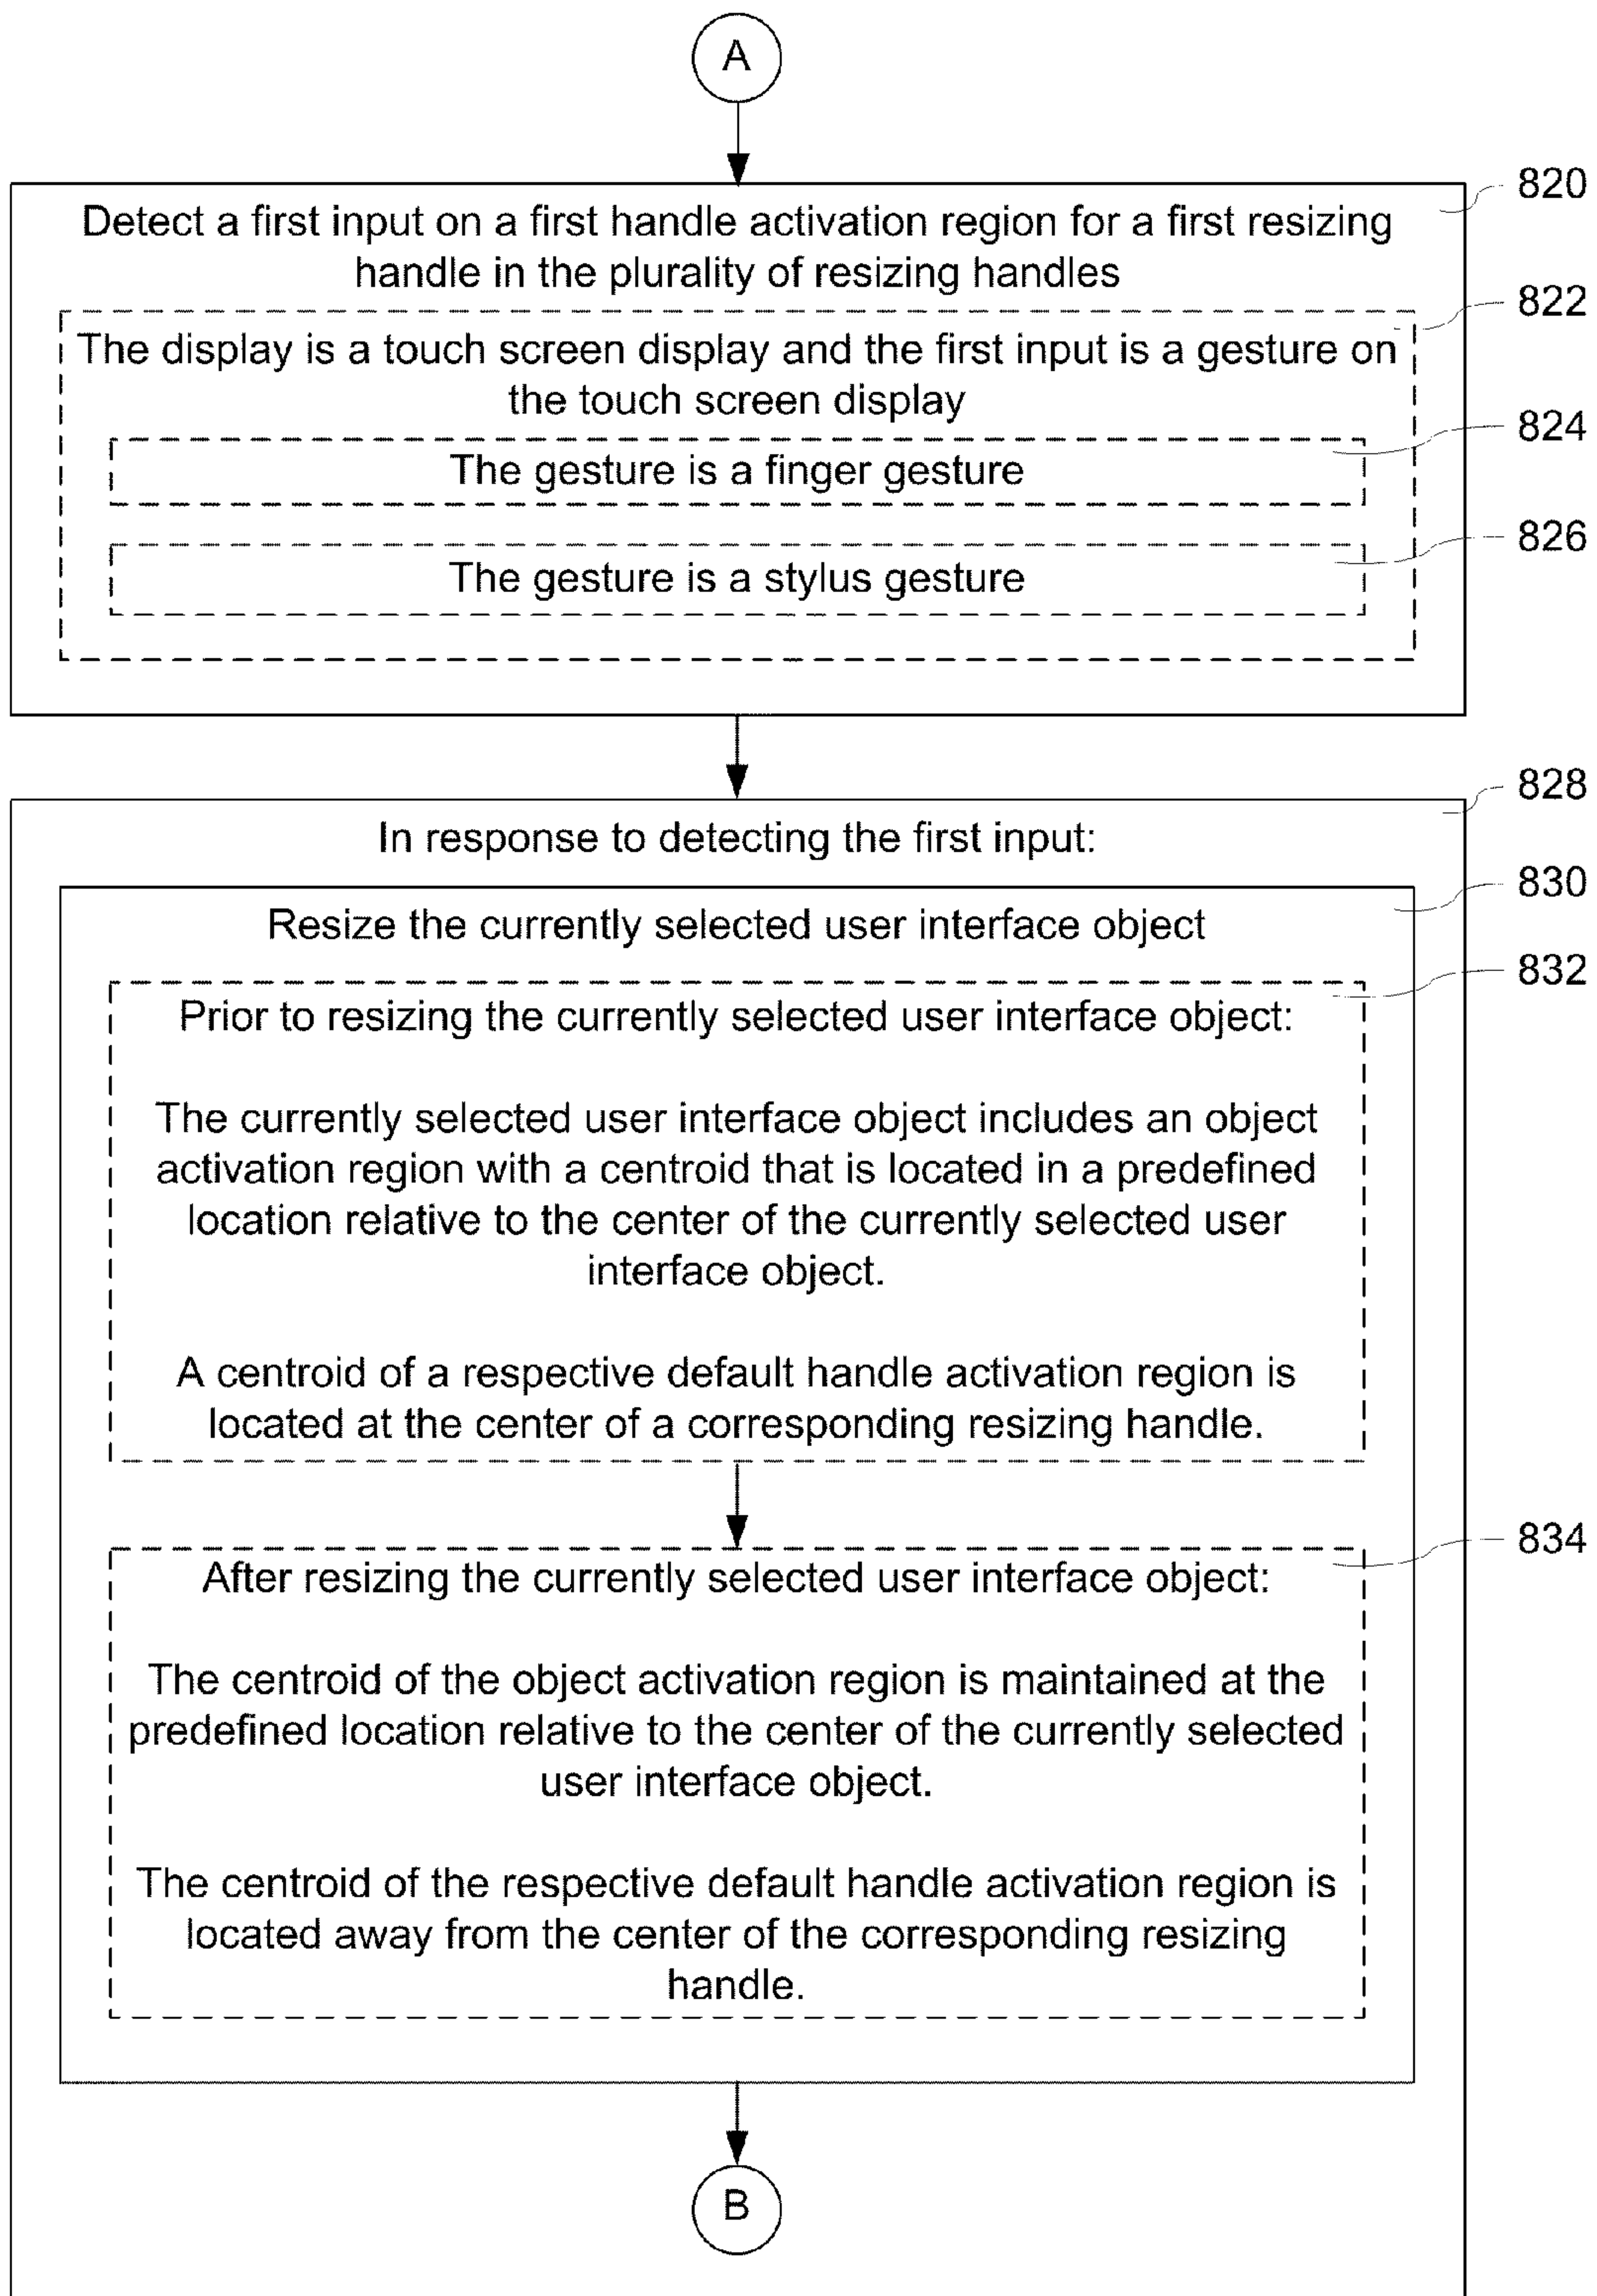 A
820
Detect a first input on a first handle activation region for a first resizing
handle in the plurality of resizing handles
822
The display is a touch screen display and the first input is a gesture on
the touch screen display
824
The gesture is a finger gesture
826
The gesture is a stylus gesture
828
In response to detecting the first input:
830
Resize the currently selected user interface object
832
Prior to resizing the currently selected user interface object:
The currently selected user interface object includes an object
activation region with a centroid that is located in a predefined
location relative to the center of the currently selected user
interface object.
A centroid of a respective default handle activation region is
located at the center of a corresponding resizing handle.
834
After resizing the currently selected user interface object:
The centroid of the object activation region is maintained at the
predefined location relative to the center of the currently selected
user interface object.
The centroid of the respective default handle activation region is
located away from the center of the corresponding resizing
handle.
B